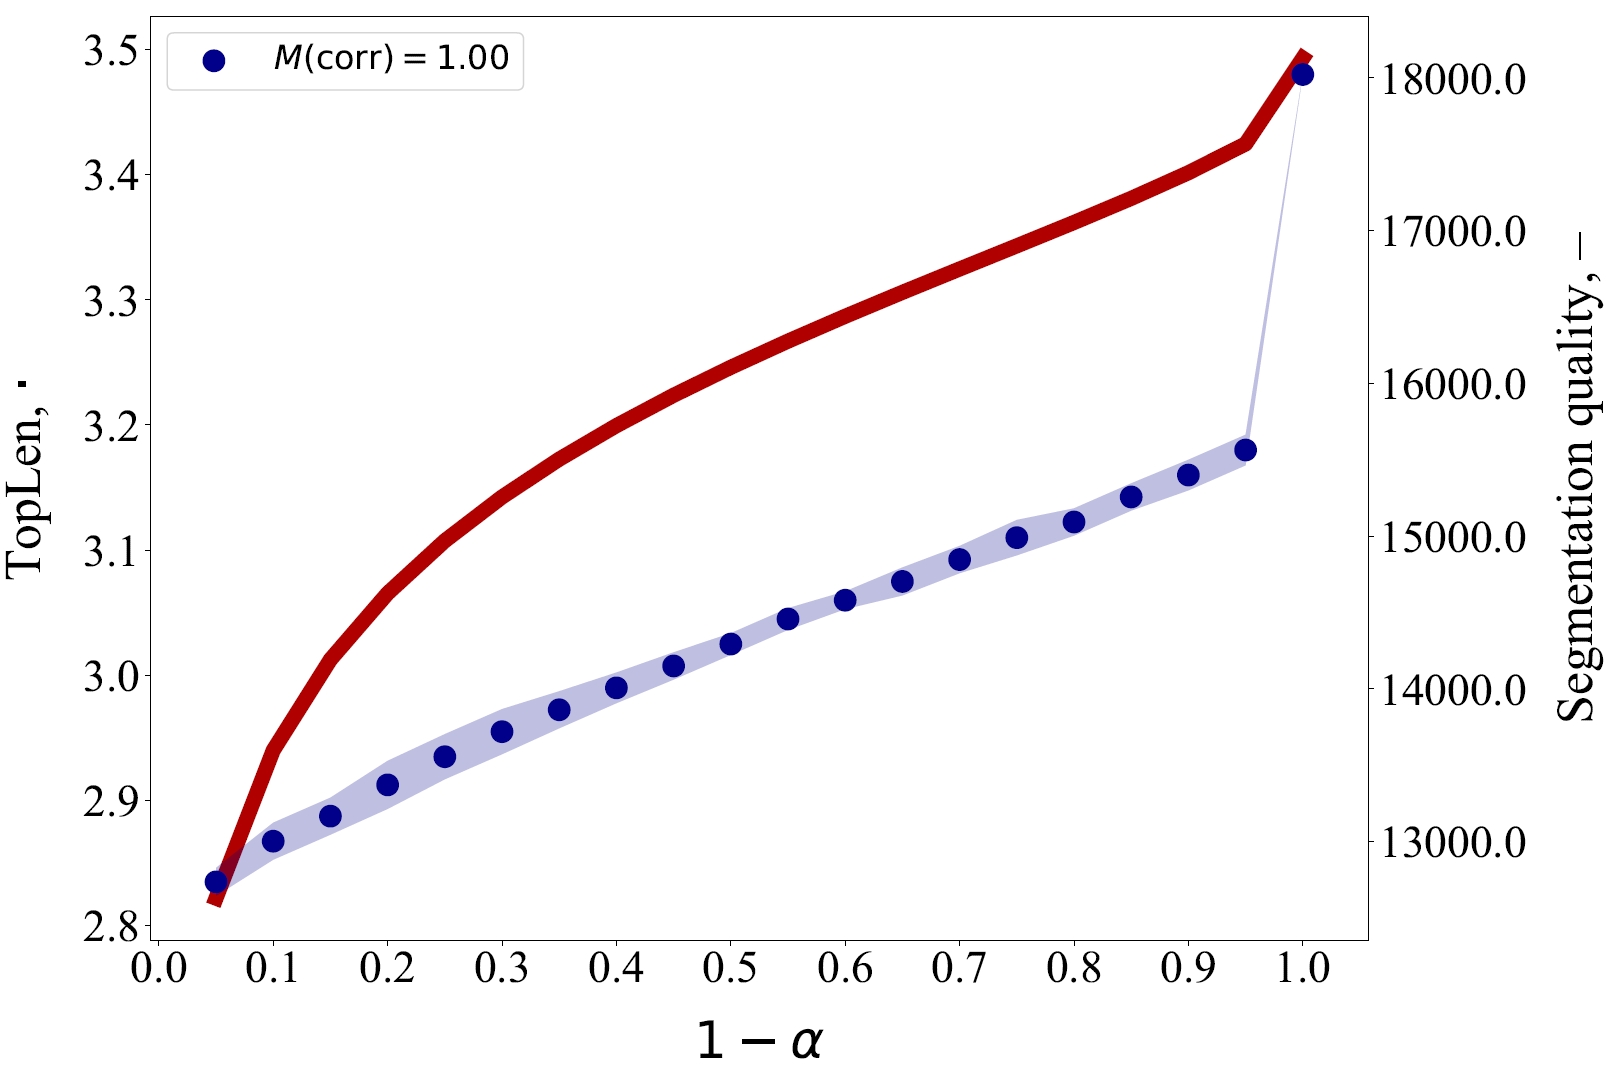 M(corr) = 1.00
TopLen, ·
3.5
3.4
3.3
3.2
3.1
3.0
2.9
2.8
18000.0
17000.0
16000.0
15000.0
14000.0
13000.0
Segmentation quality, –
0.0 0.1 0.2 0.3 0.4 0.5 0.6 0.7 0.8 0.9 1.0
1 − α